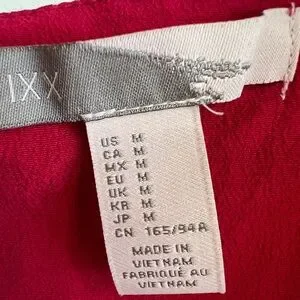 IXX
US M
CA M
MX M
EU M
UK M
KR M
JP M
CN 165/94A
MADE IN
VIETNAM
FABRIQUÉ AU
VIETNAM